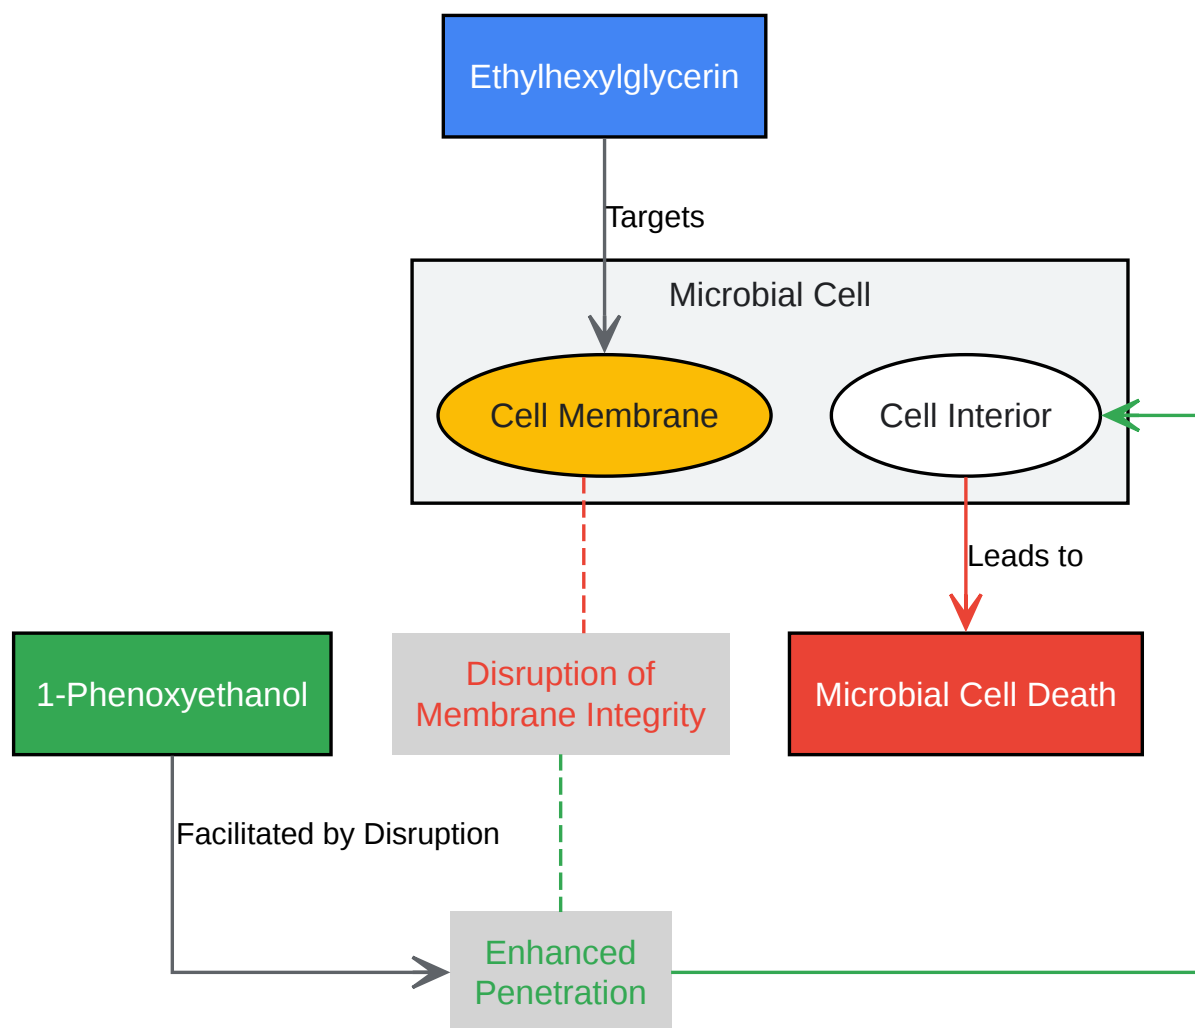 Ethylhexylglycerin
Targets
Microbial Cell
Cell Membrane
Cell Interior
Leads to
1-Phenoxyethanol
Disruption of
Membrane Integrity
Microbial Cell Death
Facilitated by Disruption
Enhanced
Penetration